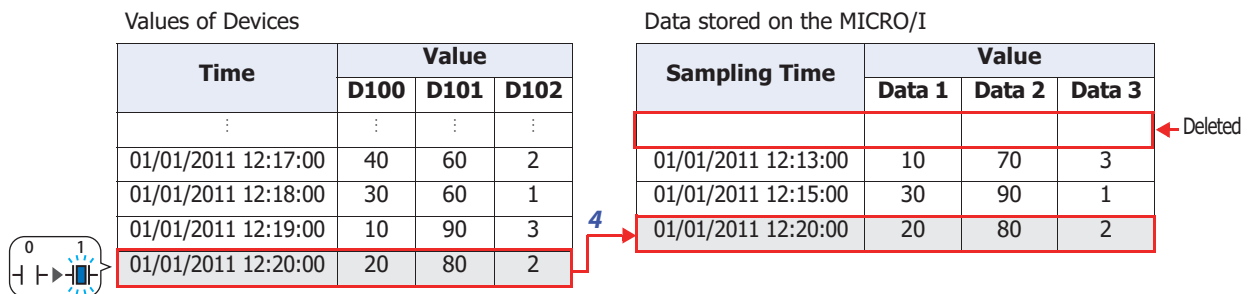 Values of Devices
Time Value
D100 D101 D102
⋮ ⋮ ⋮ ⋮
01/01/2011 12:17:00 40 60 2
01/01/2011 12:18:00 30 60 1
01/01/2011 12:19:00 10 90 3
01/01/2011 12:20:00 20 80 2
0 1
4
Data stored on the MICRO/I
Sampling Time Value
Data 1 Data 2 Data 3
Deleted
01/01/2011 12:13:00 10 70 3
01/01/2011 12:15:00 30 90 1
01/01/2011 12:20:00 20 80 2